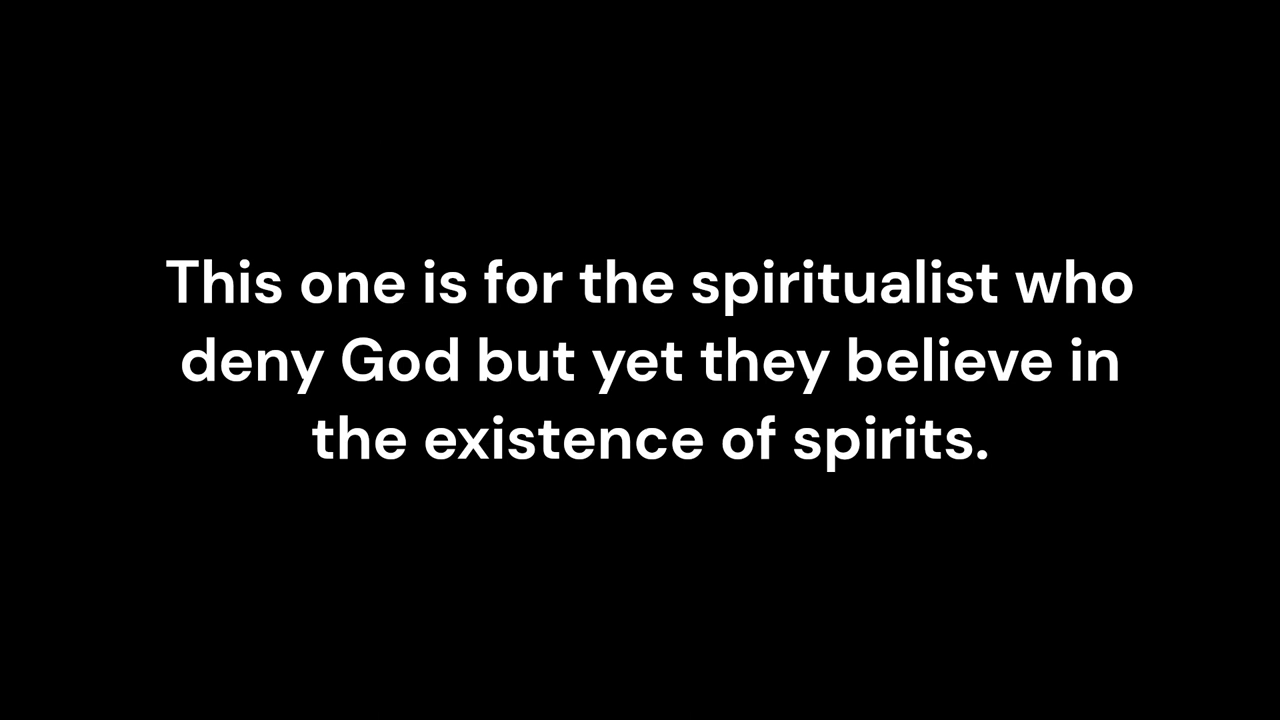 This one is for the spiritualist who
deny God but yet they believe in
the existence of spirits.